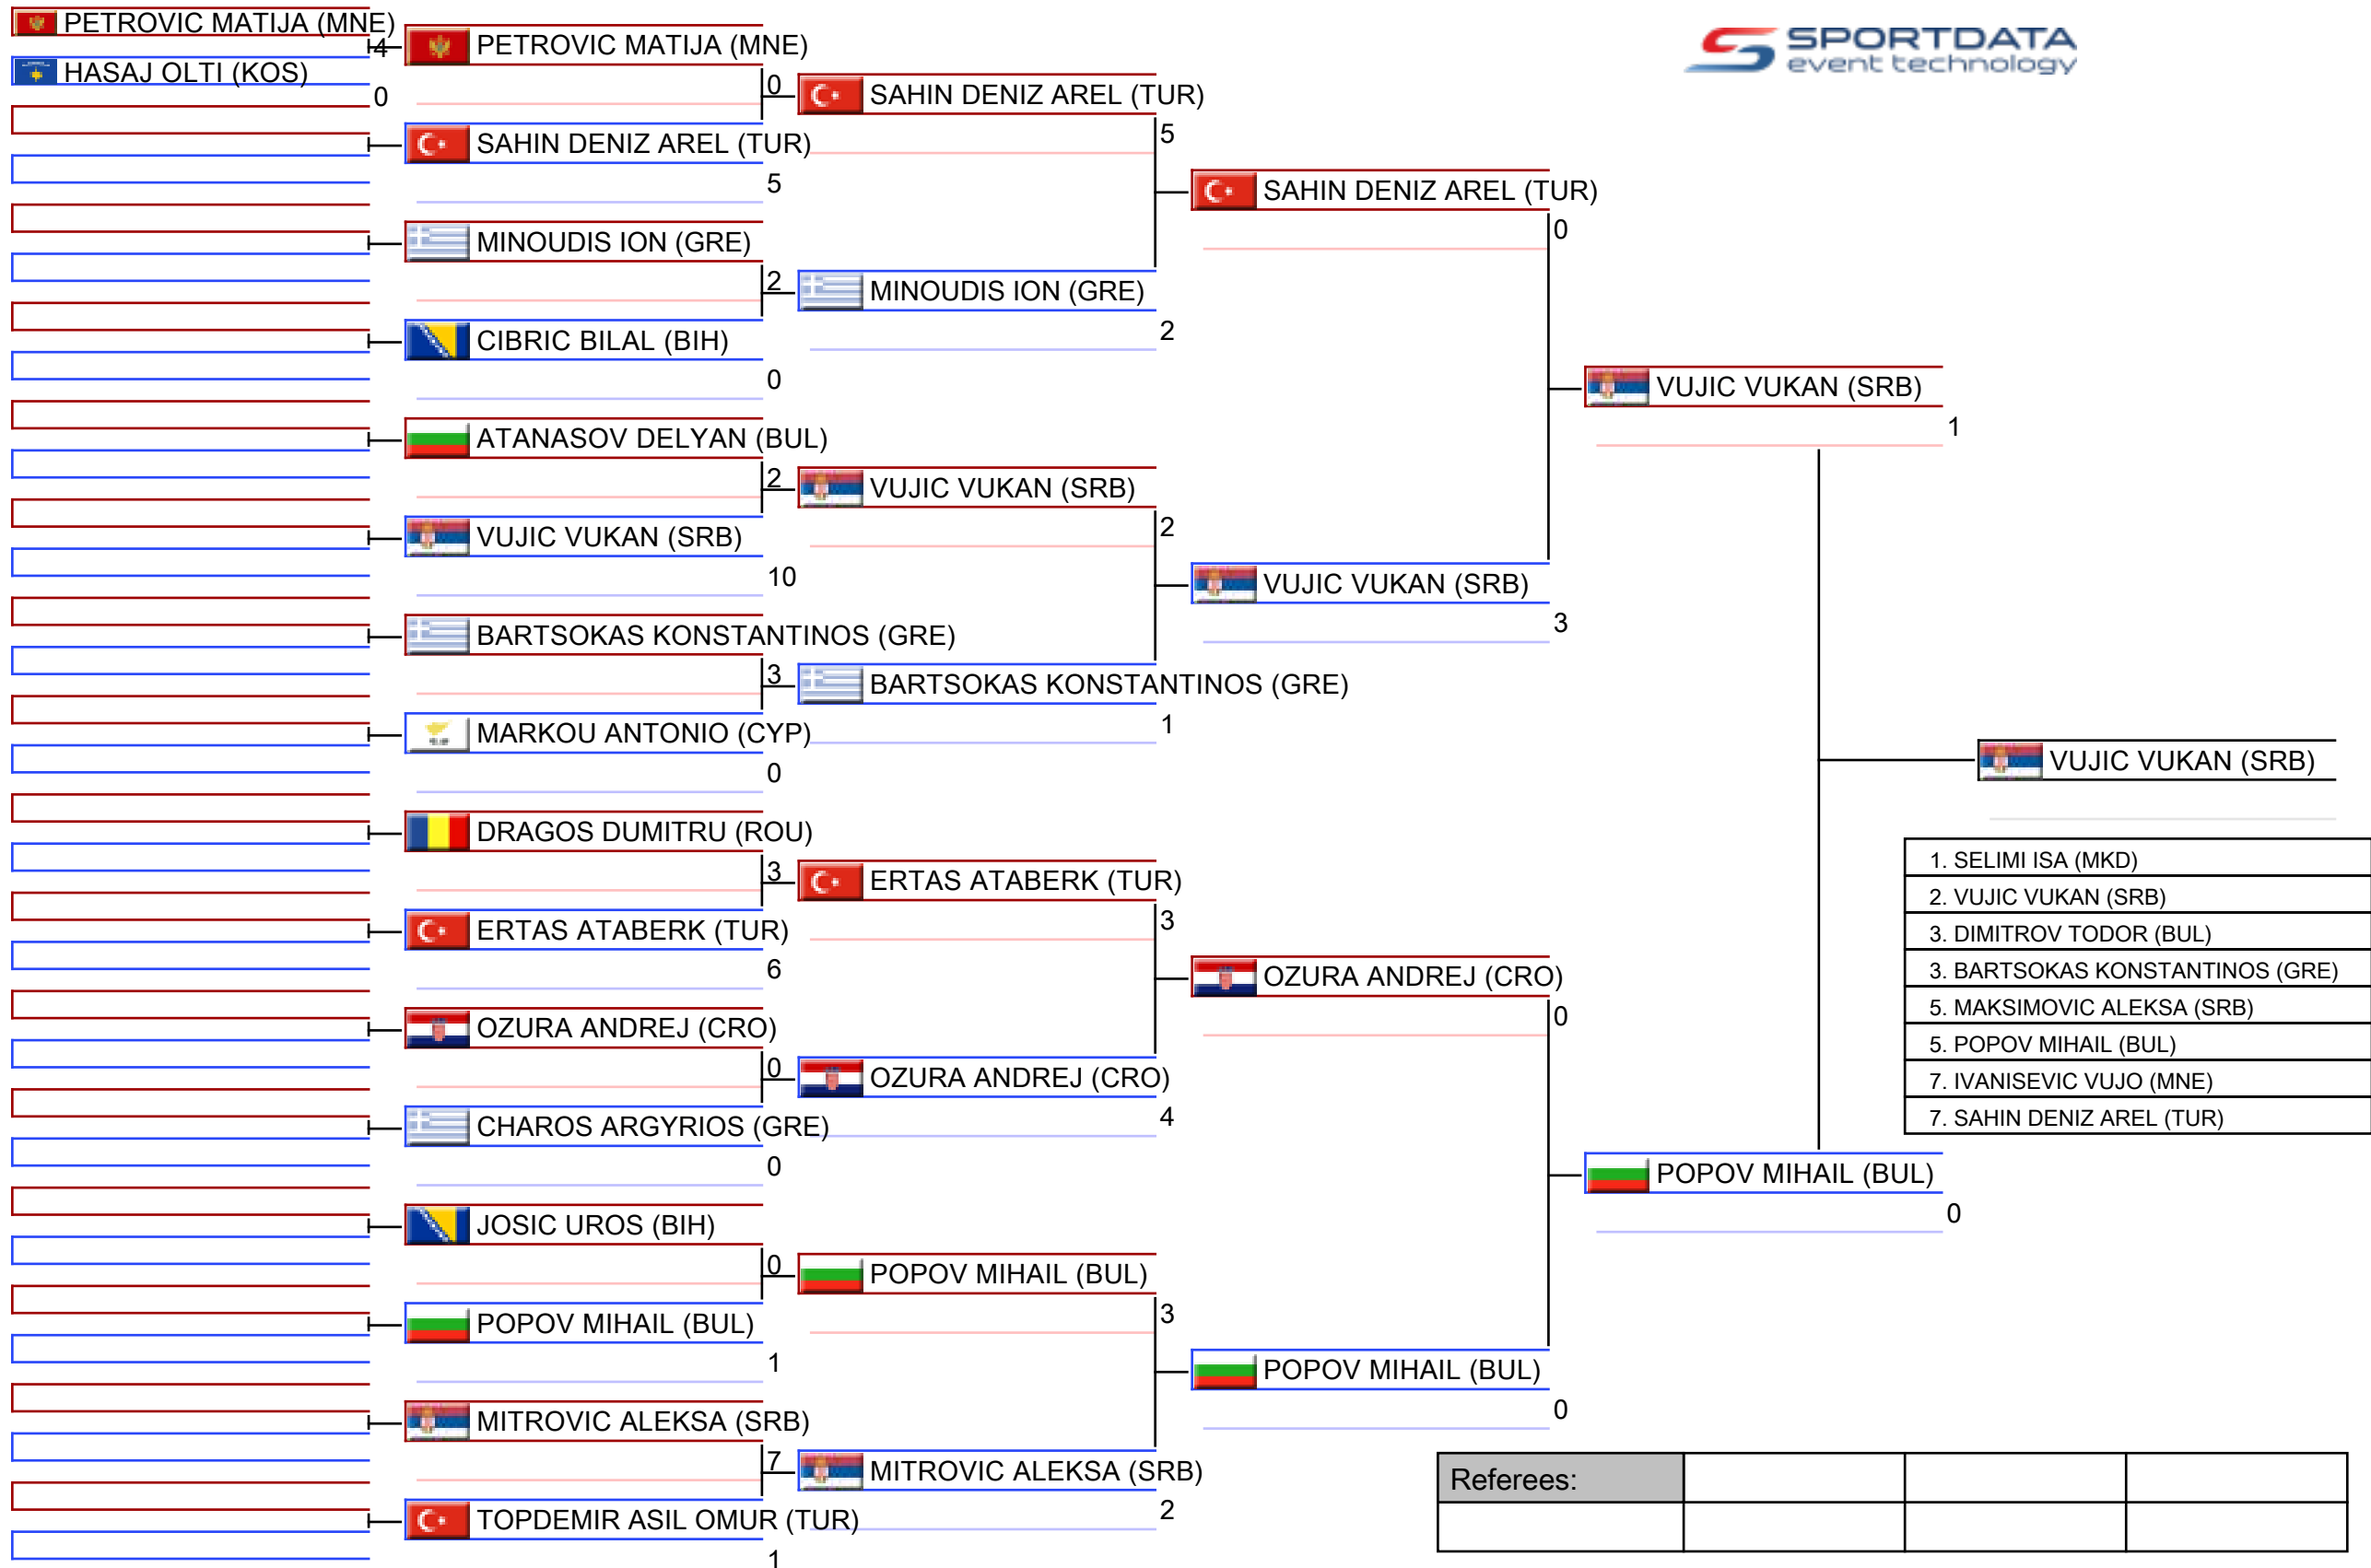 PETROVIC MATIJA (MNE)
4
HASAJ OLTI (KOS)
0
PETROVIC MATIJA (MNE)
0
SAHIN DENIZ AREL (TUR)
5
MINOUDIS ION (GRE)
2
CIBRIC BILAL (BIH)
0
ATANASOV DELYAN (BUL)
2
VUJIC VUKAN (SRB)
10
BARTSOKAS KONSTANTINOS (GRE)
3
MARKOU ANTONIO (CYP)
0
DRAGOS DUMITRU (ROU)
3
ERTAS ATABERK (TUR)
6
OZURA ANDREJ (CRO)
0
CHAROS ARGYRIOS (GRE)
0
JOSIC UROS (BIH)
0
POPOV MIHAIL (BUL)
1
MITROVIC ALEKSA (SRB)
7
TOPDEMIR ASIL OMUR (TUR)
1
SAHIN DENIZ AREL (TUR)
5
MINOUDIS ION (GRE)
2
VUJIC VUKAN (SRB)
2
BARTSOKAS KONSTANTINOS (GRE)
1
ERTAS ATABERK (TUR)
3
OZURA ANDREJ (CRO)
4
POPOV MIHAIL (BUL)
3
MITROVIC ALEKSA (SRB)
2
SAHIN DENIZ AREL (TUR)
0
VUJIC VUKAN (SRB)
3
OZURA ANDREJ (CRO)
0
POPOV MIHAIL (BUL)
0
VUJIC VUKAN (SRB)
1
POPOV MIHAIL (BUL)
0
VUJIC VUKAN (SRB)
SPORTDATA
event technology
1. SELIMI ISA (MKD)
2. VUJIC VUKAN (SRB)
3. DIMITROV TODOR (BUL)
3. BARTSOKAS KONSTANTINOS (GRE)
5. MAKSIMOVIC ALEKSA (SRB)
5. POPOV MIHAIL (BUL)
7. IVANISEVIC VUJO (MNE)
7. SAHIN DENIZ AREL (TUR)
Referees: